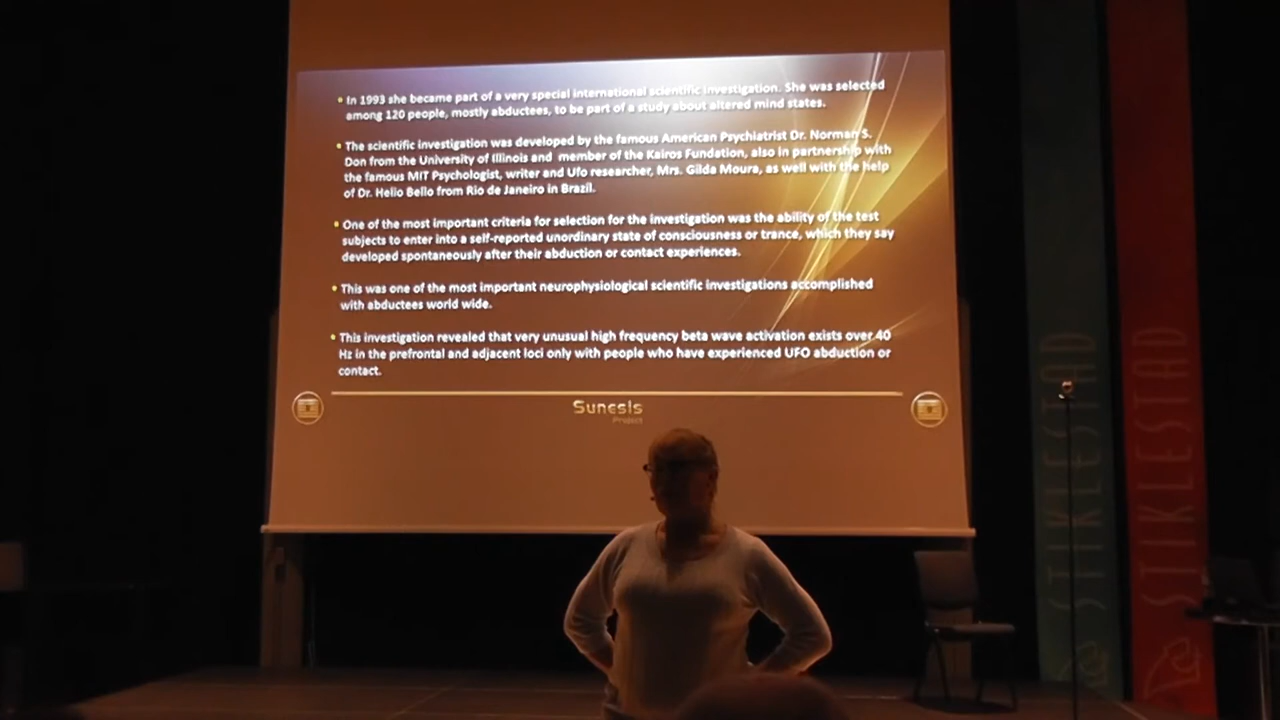 • In 1993 she became part of a very special international scientific investigation. She was selected
among 120 people, mostly abductees, to be part of a study about altered mind states.
• The scientific investigation was developed by the famous American Psychiatrist Dr. Norman S.
Don from the University of Illinois and member of the Kairos Foundation, also in partnership with
the famous MIT Psychologist, writer and Ufo researcher, Mrs. Gilda Moura, as well with the help
of Dr. Helio Bello from Rio de Janeiro in Brazil.
• One of the most important criteria for selection for the investigation was the ability of the test
subjects to enter into a self-reported unordinary state of consciousness or trance, which they say
developed spontaneously after their abduction or contact experiences.
• This was one of the most important neurophysiological scientific investigations accomplished
with abductees world wide.
• This investigation revealed that very unusual high frequency beta wave activation exists over 40
Hz in the prefrontal and adjacent loci only with people who have experienced UFO abduction or
contact.
Sunesis
Project
STIKLESTAD
STIKLESTAD